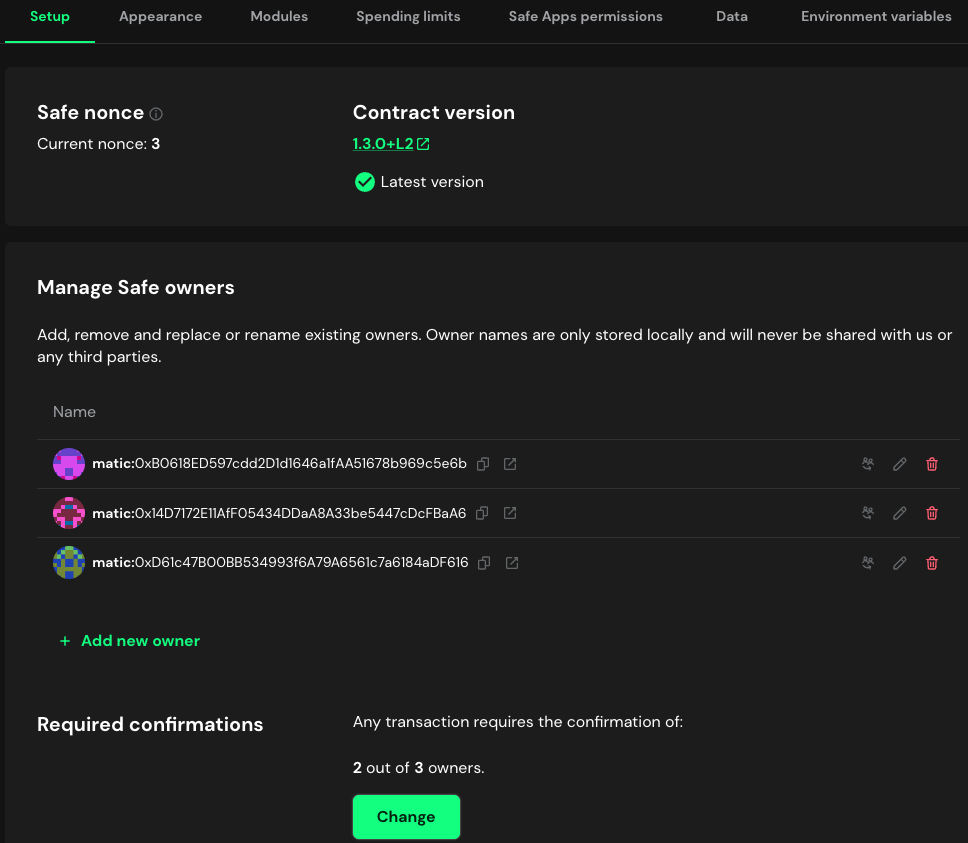 Setup Appearance Modules Spending limits Safe Apps permissions Data Environment variables
Safe nonce
Current nonce: 3
Contract version
1.3.0+L2
Latest version
Manage Safe owners
Add, remove and replace or rename existing owners. Owner names are only stored locally and will never be shared with us or
any third parties.
Name
matic:0xB0618ED597cdd2D1d1646a1fAA51678b969c5e6b
matic:0x14D7172E11AfF05434DDaA8A33be5447cDcFBaA6
matic:0xD61c47B00BB534993f6A79A6561c7a6184aDF616
+ Add new owner
Required confirmations
Any transaction requires the confirmation of:
2 out of 3 owners.
Change